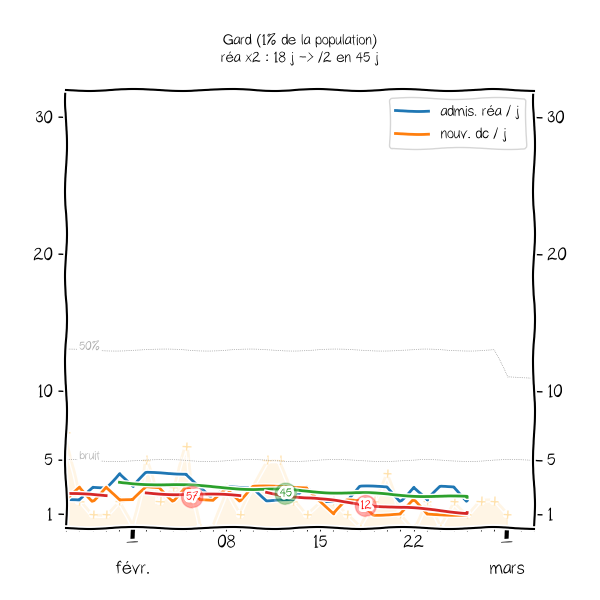 Gard (1% de la population)
réa x2 : 18 j -> /2 en 45 j
admis. réa / j
nouv. dc / j
30
30
20
20
50%
10
10
bruit
5
5
57
45
12
1
1
08
15
22
févr.
mars